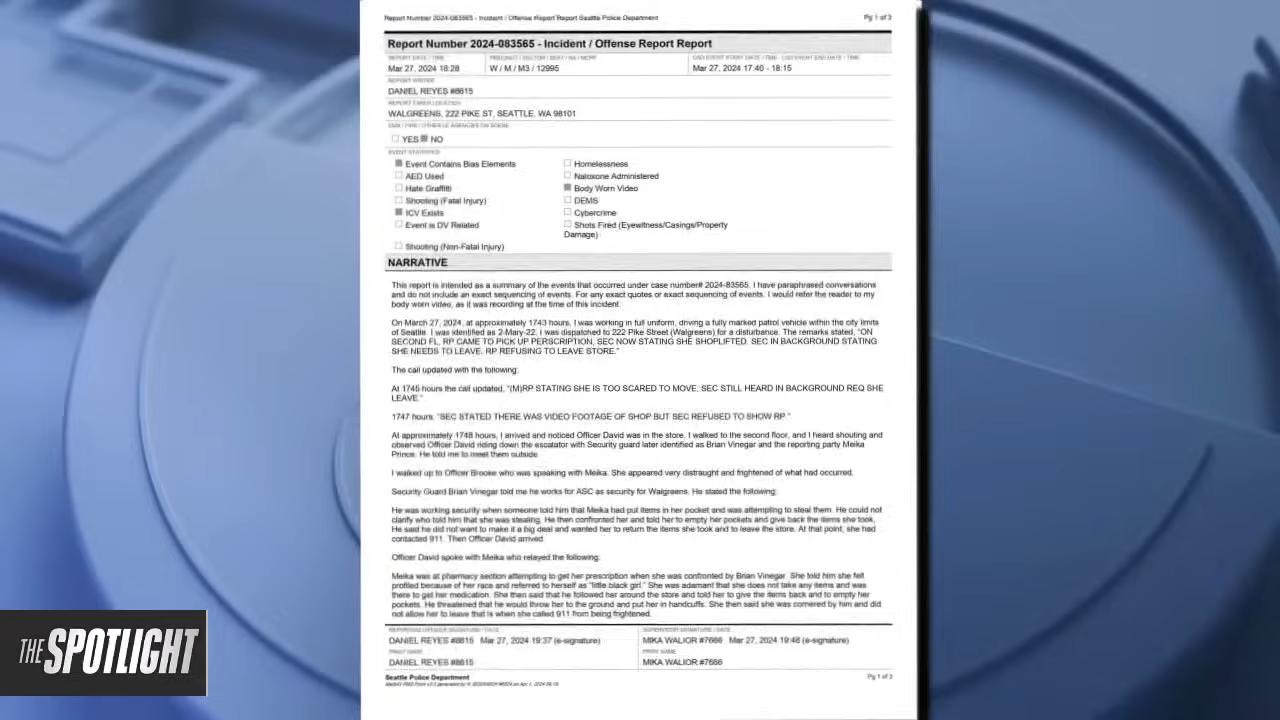 Report Number 2024-083565 - Incident / Offense Report Report Seattle Police Department
Pg 1 of 3
Report Number 2024-083565 - Incident / Offense Report Report
REPORT DATE / TIME
Mar 27, 2024 18:28
W / M / M3 / 12995
Mar 27, 2024 17:40 - 18:15
REPORT WRITER
DANIEL REYES #8615
REPORT TAKEN LOCATION
WALGREENS, 222 PIKE ST, SEATTLE, WA 98101
YES NO
Event Contains Bias Elements
Homelessness
AED Used
Naloxone Administered
Hate Graffiti
Body Worn Video
Shooting (Fatal Injury)
DEMS
ICV Exists
Cybercrime
Event is DV Related
Shots Fired (Eyewitness/Casings/Property
Damage)
Shooting (Non-Fatal Injury)
NARRATIVE
This report is intended as a summary of the events that occurred under case number# 2024-83565. I have paraphrased conversations
and do not include an exact sequencing of events. For any exact quotes or exact sequencing of events. I would refer the reader to my
body worn video, as it was recording at the time of this incident.
On March 27, 2024, at approximately 1743 hours, I was working in full uniform, driving a fully marked patrol vehicle within the city limits
of Seattle. I was identified as 2-Mary-22. I was dispatched to 222 Pike Street (Walgreens) for a disturbance. The remarks stated, "ON
SECOND FL, RP CAME TO PICK UP PERSCRIPTION, SEC NOW STATING SHE SHOPLIFTED. SEC IN BACKGROUND STATING
SHE NEEDS TO LEAVE. RP REFUSING TO LEAVE STORE."
The call updated with the following:
At 1745 hours the call updated, "(M)RP STATING SHE IS TOO SCARED TO MOVE. SEC STILL HEARD IN BACKGROUND REQ SHE
LEAVE."
1747 hours. "SEC STATED THERE WAS VIDEO FOOTAGE OF SHOP BUT SEC REFUSED TO SHOW RP."
At approximately 1748 hours, I arrived and noticed Officer David was in the store. I walked to the second floor, and I heard shouting and
observed Officer David riding down the escalator with Security guard later identified as Brian Vinegar and the reporting party Meika
Prince. He told me to meet them outside.
I walked up to Officer Brooke who was speaking with Meika. She appeared very distraught and frightened of what had occurred.
Security Guard Brian Vinegar told me he works for ASC as security for Walgreens. He stated the following:
He was working security when someone told him that Meika had put items in her pocket and was attempting to steal them. He could not
clarify who told him that she was stealing. He then confronted her and told her to empty her pockets and give back the items she took.
He said he did not want to make it a big deal and wanted her to return the items she took and to leave the store. At that point, she had
contacted 911. Then Officer David arrived.
Officer David spoke with Meika who relayed the following:
Meika was at pharmacy section attempting to get her prescription when she was confronted by Brian Vinegar. She told him she felt
profiled because of her race and referred to herself as "little black girl." She was adamant that she does not take any items and was
there to get her medication. She then said that he followed her around the store and told her to give the items back and to empty her
pockets. He threatened that he would throw her to the ground and put her in handcuffs. She then said she was cornered by him and did
not allow her to leave that is when she called 911 from being frightened.
DANIEL REYES #8615 Mar 27, 2024 19:37 (e-signature)
MIKA WALIOR #7666 Mar 27, 2024 19:48 (e-signature)
PRINT NAME
PRINT NAME
DANIEL REYES #8615
MIKA WALIOR #7666
Seattle Police Department
Pg 1 of 3
THE SPOTLIGHT